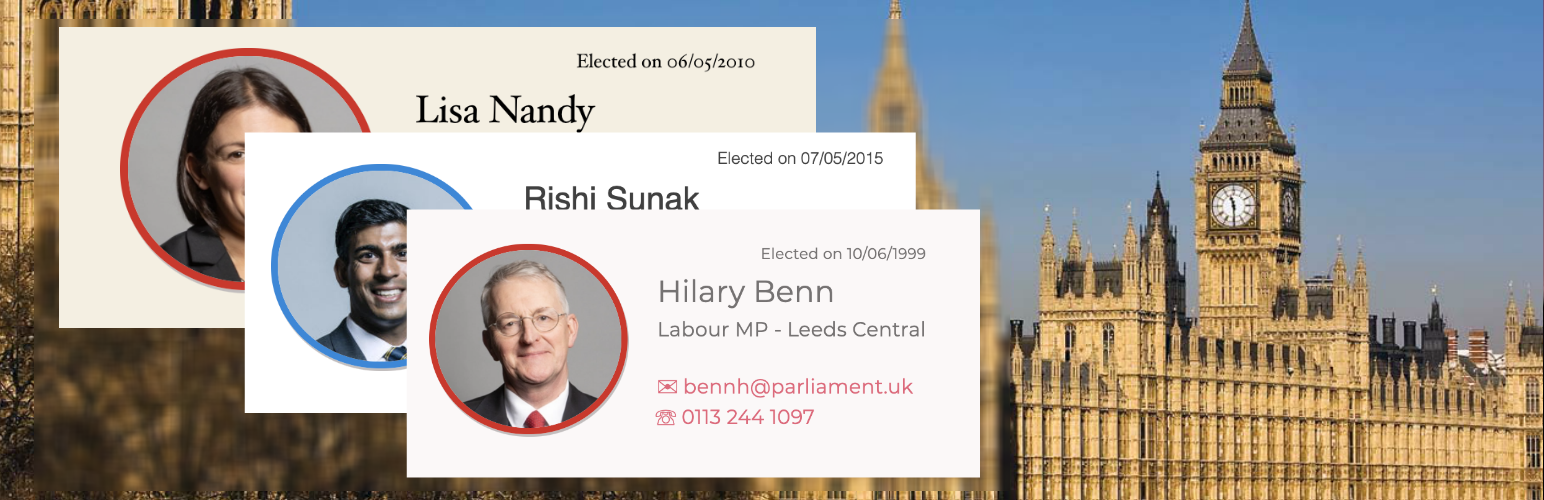 Elected on 06/05/2010
Lisa Nandy
Elected on 07/05/2015
Rishi Sunak
Elected on 10/06/1999
Hilary Benn
Labour MP - Leeds Central
✉ bennh@parliament.uk
☏ 0113 244 1097